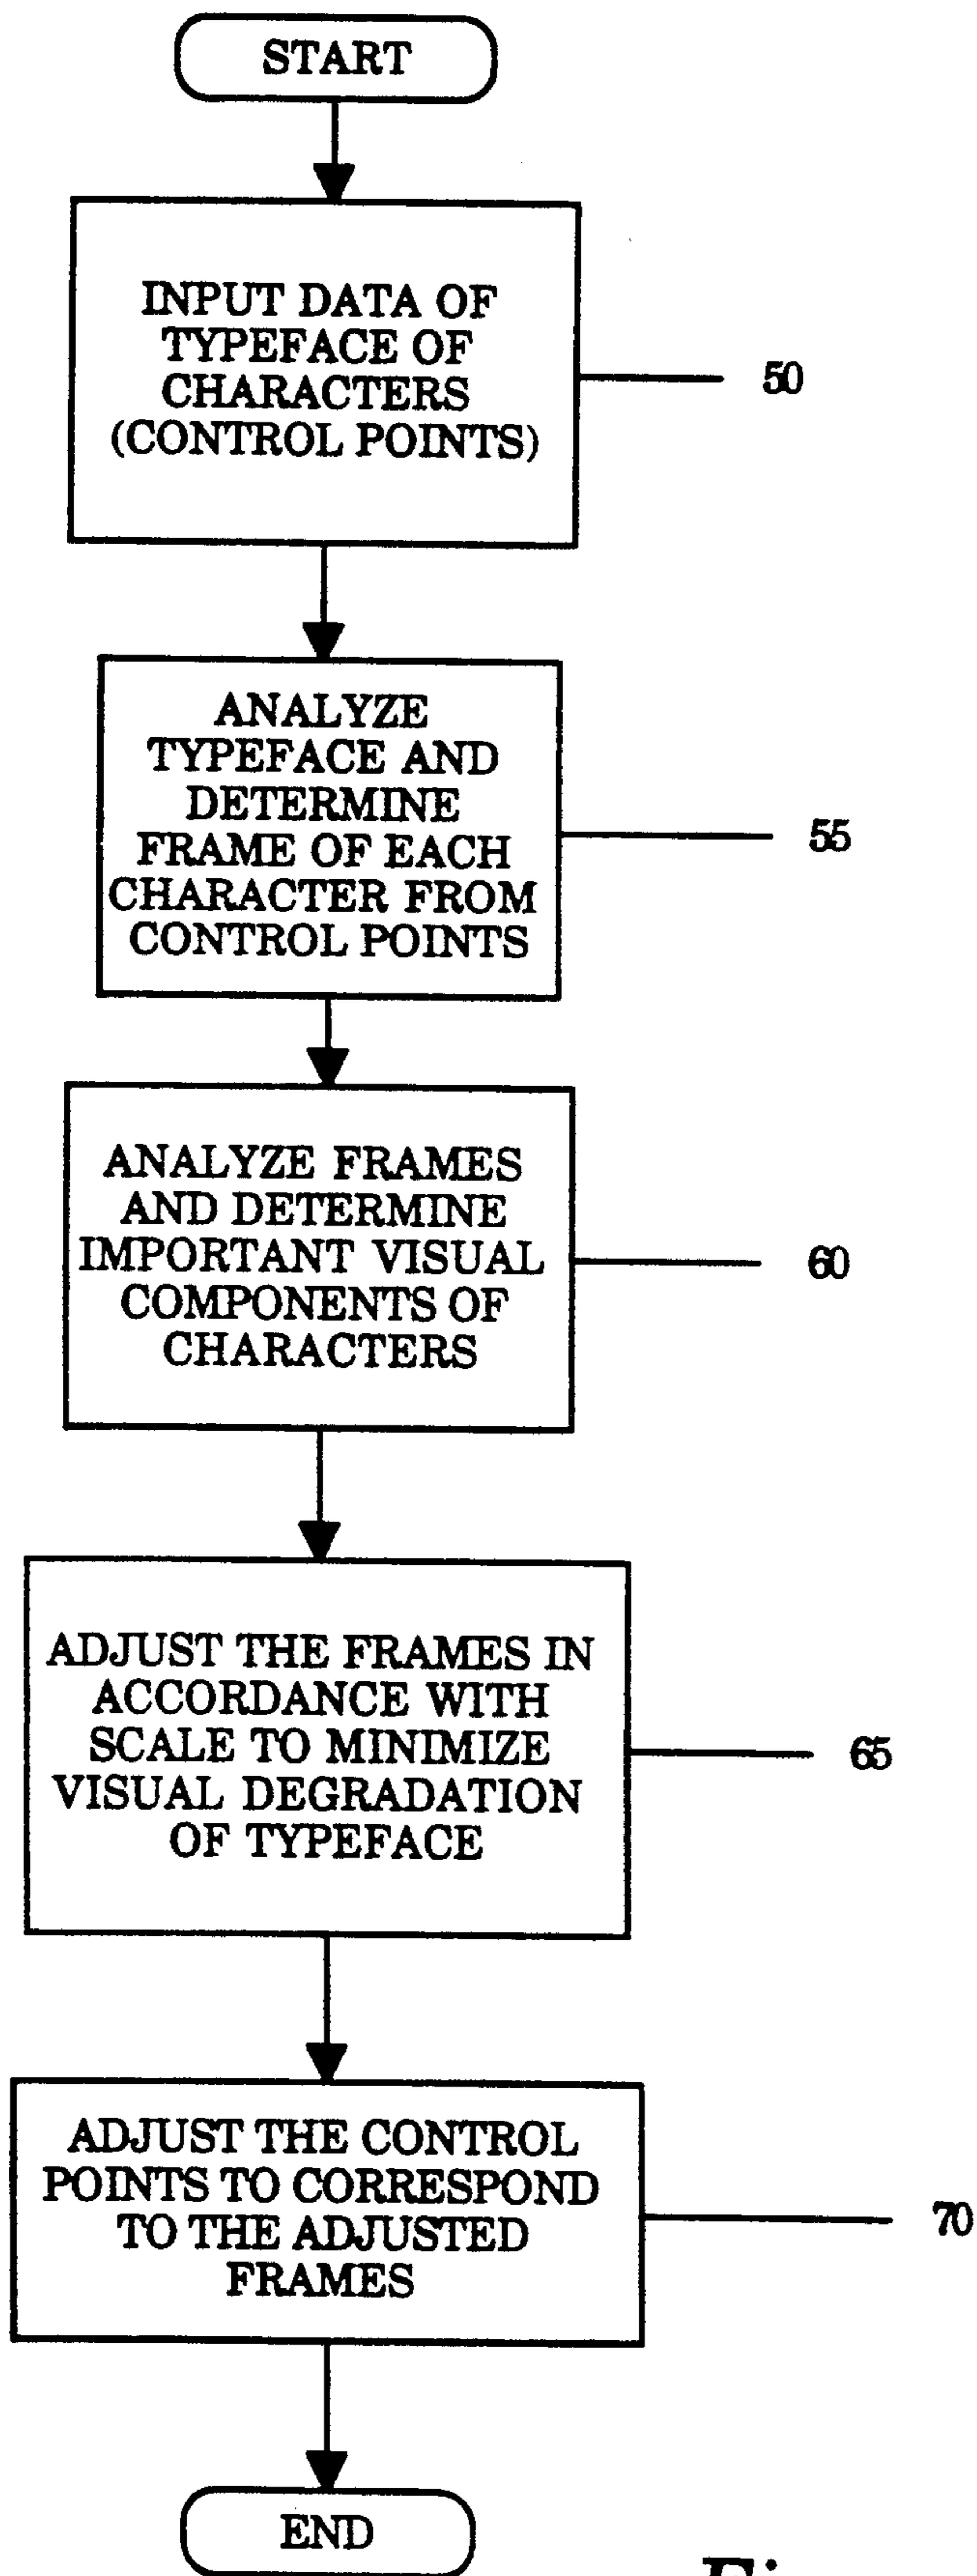 START
INPUT DATA OF
TYPEFACE OF
CHARACTERS
(CONTROL POINTS)
50
ANALYZE
TYPEFACE AND
DETERMINE
FRAME OF EACH
CHARACTER FROM
CONTROL POINTS
55
ANALYZE FRAMES
AND DETERMINE
IMPORTANT VISUAL
COMPONENTS OF
CHARACTERS
60
ADJUST THE FRAMES IN
ACCORDANCE WITH
SCALE TO MINIMIZE
VISUAL DEGRADATION
OF TYPEFACE
65
ADJUST THE CONTROL
POINTS TO CORRESPOND
TO THE ADJUSTED
FRAMES
70
END